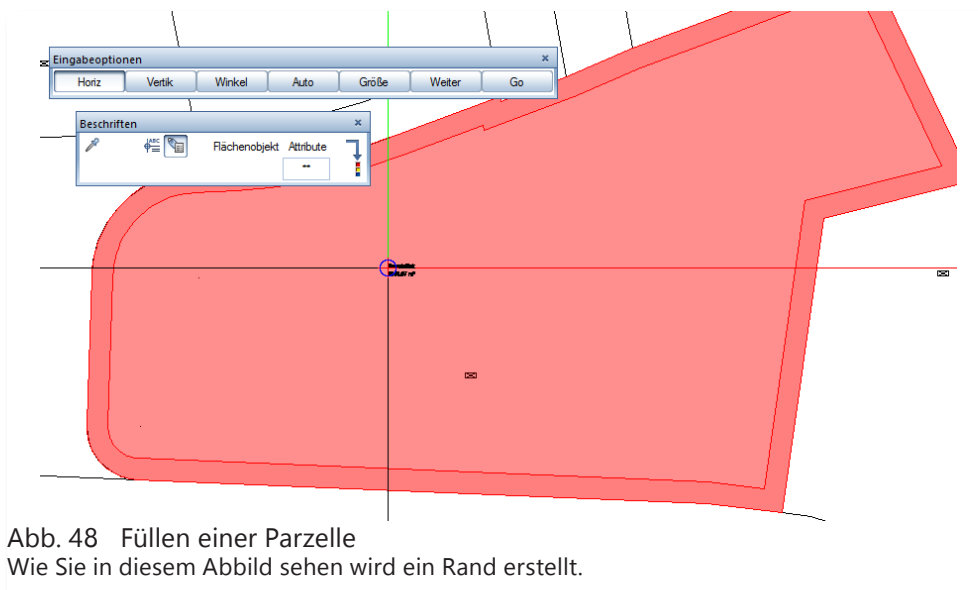 Eingabeoptionen
Horiz Vertik Winkel Auto Größe Weiter Go
Beschriften
ABC
Flächenobjekt Attribute
**
Abb. 48 Füllen einer Parzelle
Wie Sie in diesem Abbild sehen wird ein Rand erstellt.